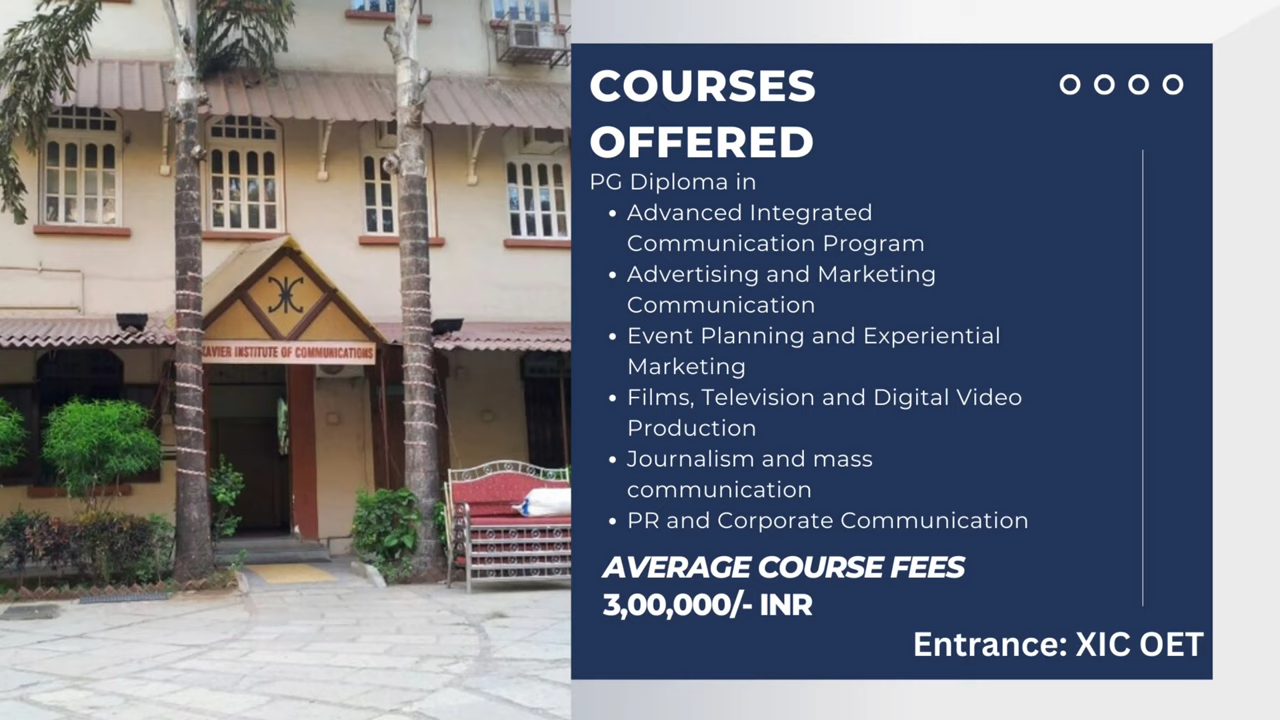 XAVIER INSTITUTE OF COMMUNICATIONS
COURSES
OFFERED
PG Diploma in
• Advanced Integrated
Communication Program
• Advertising and Marketing
Communication
• Event Planning and Experiential
Marketing
• Films, Television and Digital Video
Production
• Journalism and mass
communication
• PR and Corporate Communication
AVERAGE COURSE FEES
3,00,000/- INR
Entrance: XIC OET